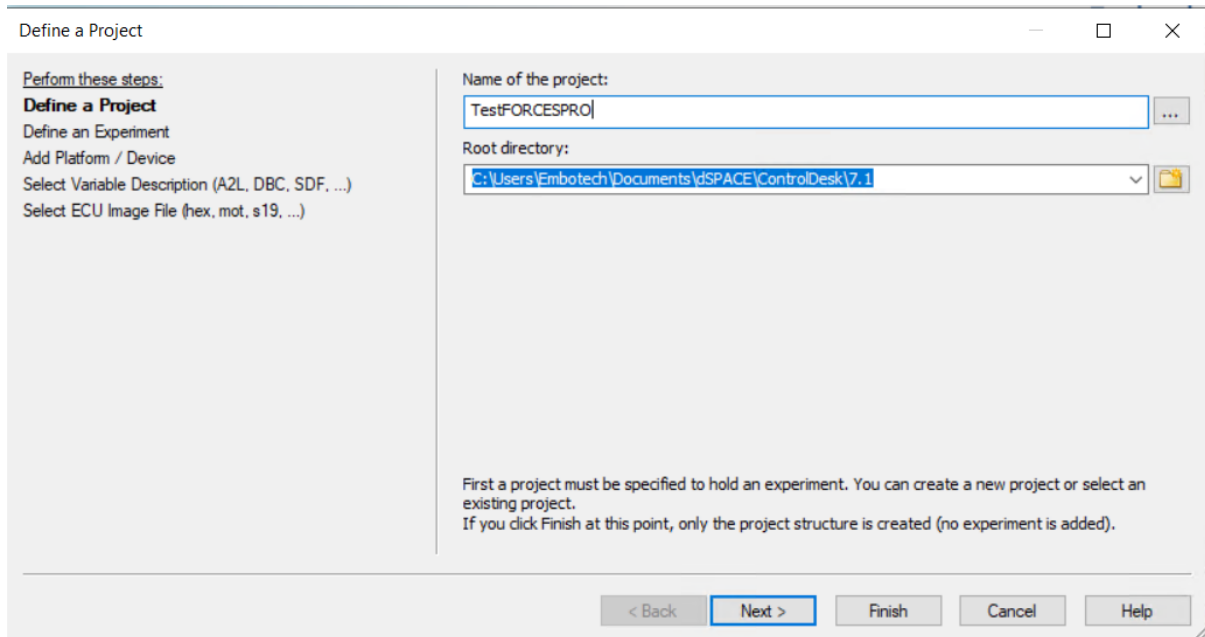 Define a Project
Perform these steps:
Define a Project
Define an Experiment
Add Platform / Device
Select Variable Description (A2L, DBC, SDF, ...)
Select ECU Image File (hex, mot, s19, ...)
Name of the project:
TestFORCESPRO
...
Root directory:
C:\Users\Embotech\Documents\dSPACE\ControlDesk\7.1
First a project must be specified to hold an experiment. You can create a new project or select an
existing project.
If you click Finish at this point, only the project structure is created (no experiment is added).
< Back Next > Finish Cancel Help